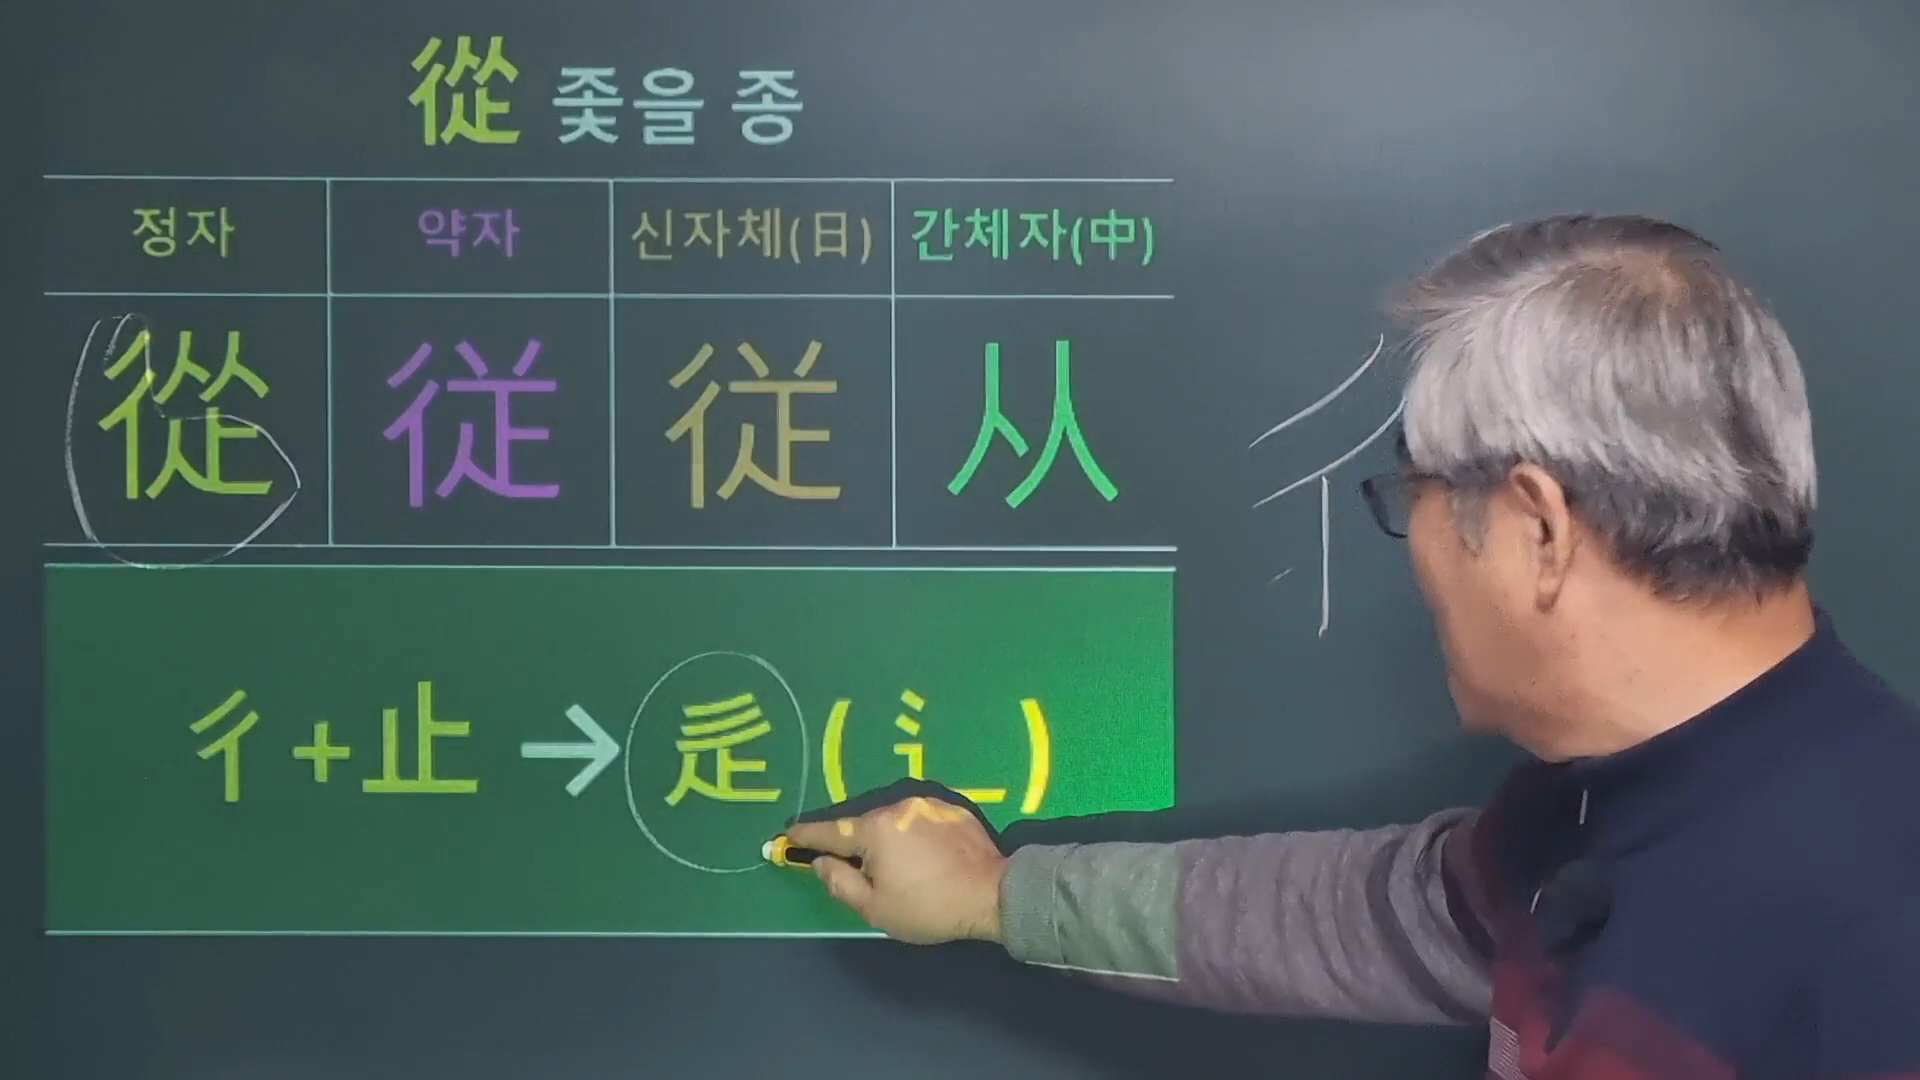 從 좇을 종
정자 약자 신자체(日) 간체자(中)
從 従 従 从
彳+止 → 辵 (辶)
彳